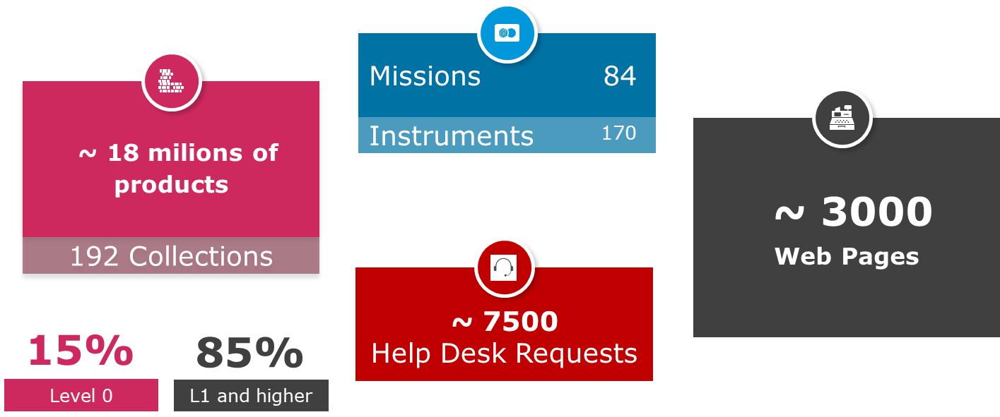 ~ 18 milions of
products
192 Collections
15%
Level 0
85%
L1 and higher
Missions 84
Instruments 170
~ 7500
Help Desk Requests
~ 3000
Web Pages